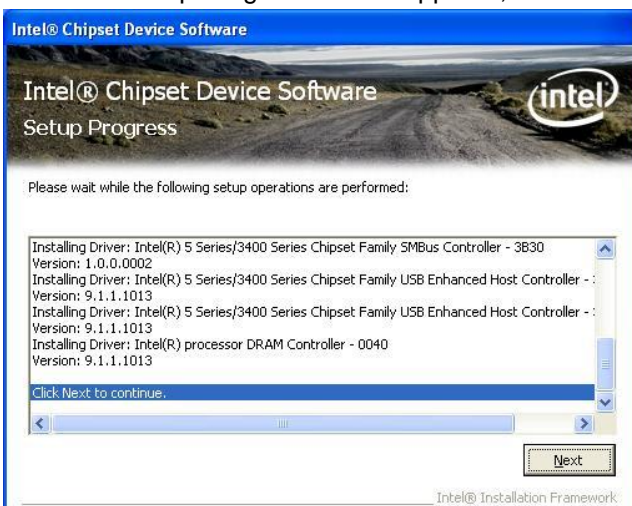 Intel® Chipset Device Software
Intel® Chipset Device Software
intel
Setup Progress
Please wait while the following setup operations are performed:
Installing Driver: Intel(R) 5 Series/3400 Series Chipset Family SMBus Controller - 3B30
Version: 1.0.0.0002
Installing Driver: Intel(R) 5 Series/3400 Series Chipset Family USB Enhanced Host Controller -
Version: 9.1.1.1013
Installing Driver: Intel(R) 5 Series/3400 Series Chipset Family USB Enhanced Host Controller -
Version: 9.1.1.1013
Installing Driver: Intel(R) processor DRAM Controller - 0040
Version: 9.1.1.1013
Click Next to continue.
Next
Intel® Installation Framework